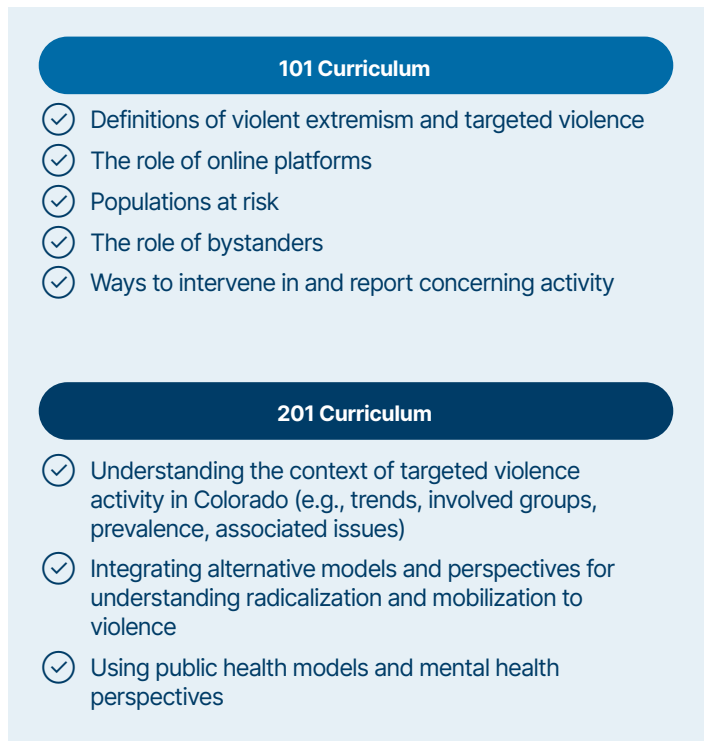 101 Curriculum
Definitions of violent extremism and targeted violence
The role of online platforms
Populations at risk
The role of bystanders
Ways to intervene in and report concerning activity
201 Curriculum
Understanding the context of targeted violence
activity in Colorado (e.g., trends, involved groups,
prevalence, associated issues)
Integrating alternative models and perspectives for
understanding radicalization and mobilization to
violence
Using public health models and mental health
perspectives